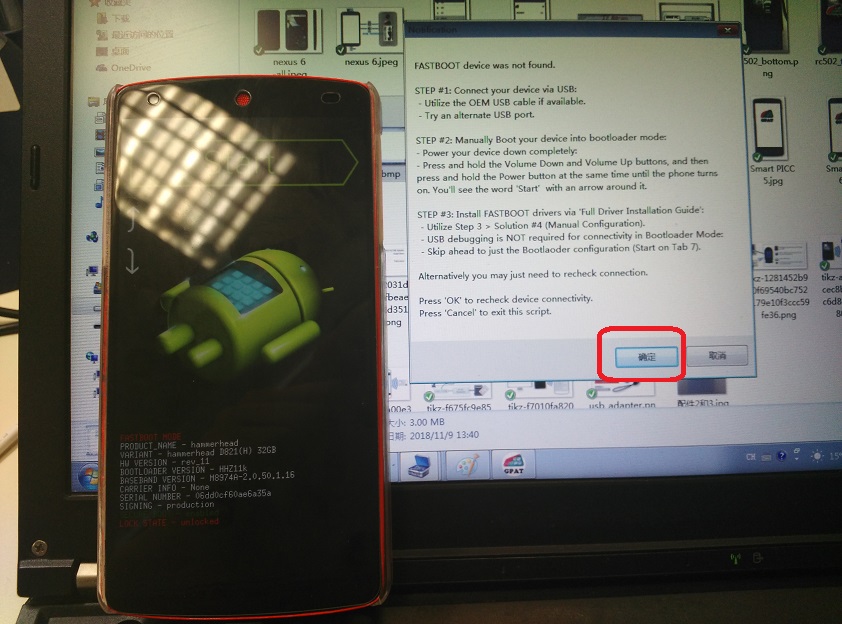 下载
最近访问的位置
桌面
OneDrive
nexus 6
nexus 6.jpeg
502_bottom.p
ng
Smart PICC
5.jpg
bmp
FASTBOOT device was not found.
STEP #1: Connect your device via USB:
- Utilize the OEM USB cable if available.
- Try an alternate USB port.
STEP #2: Manually Boot your device into bootloader mode:
- Power your device down completely:
- Press and hold the Volume Down and Volume Up buttons, and then
press and hold the Power button at the same time until the phone turns
on. You'll see the word 'Start' with an arrow around it.
STEP #3: Install FASTBOOT drivers via 'Full Driver Installation Guide':
- Utilize Step 3 > Solution #4 (Manual Configuration).
- USB debugging is NOT required for connectivity in Bootloader Mode:
- Skip ahead to just the Bootlaoder configuration (Start on Tab 7).
Alternatively you may just need to recheck connection.
Press 'OK' to recheck device connectivity.
Press 'Cancel' to exit this script.
确定
取消
tikz-1281452b9
0f69540bc752
79e10f3ccc59
fe36.png
tikz-f675fc9e85
tikz-f7010fa820
usb_adapter.pn
配件2和3.jpg
大小: 3.00 MB
日期: 2018/11/9 13:40
GPAT
CH
FASTBOOT MODE
PRODUCT_NAME - hammerhead
VARIANT - hammerhead D821(H) 32GB
HW VERSION - rev_11
BOOTLOADER VERSION - HHZ11k
BASEBAND VERSION - M8974A-2.0.50.1.16
CARRIER INFO - None
SERIAL NUMBER - 06dd0cf60ae6a35a
SIGNING - production
LOCK STATE - unlocked